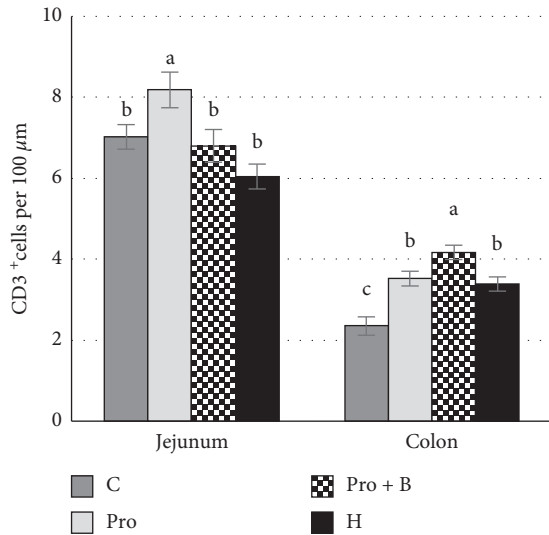 10
8
6
4
2
0
CD3 +cells per 100 μm
b
a
b
b
c
b
a
b
Jejunum
Colon
C
Pro + B
Pro
H